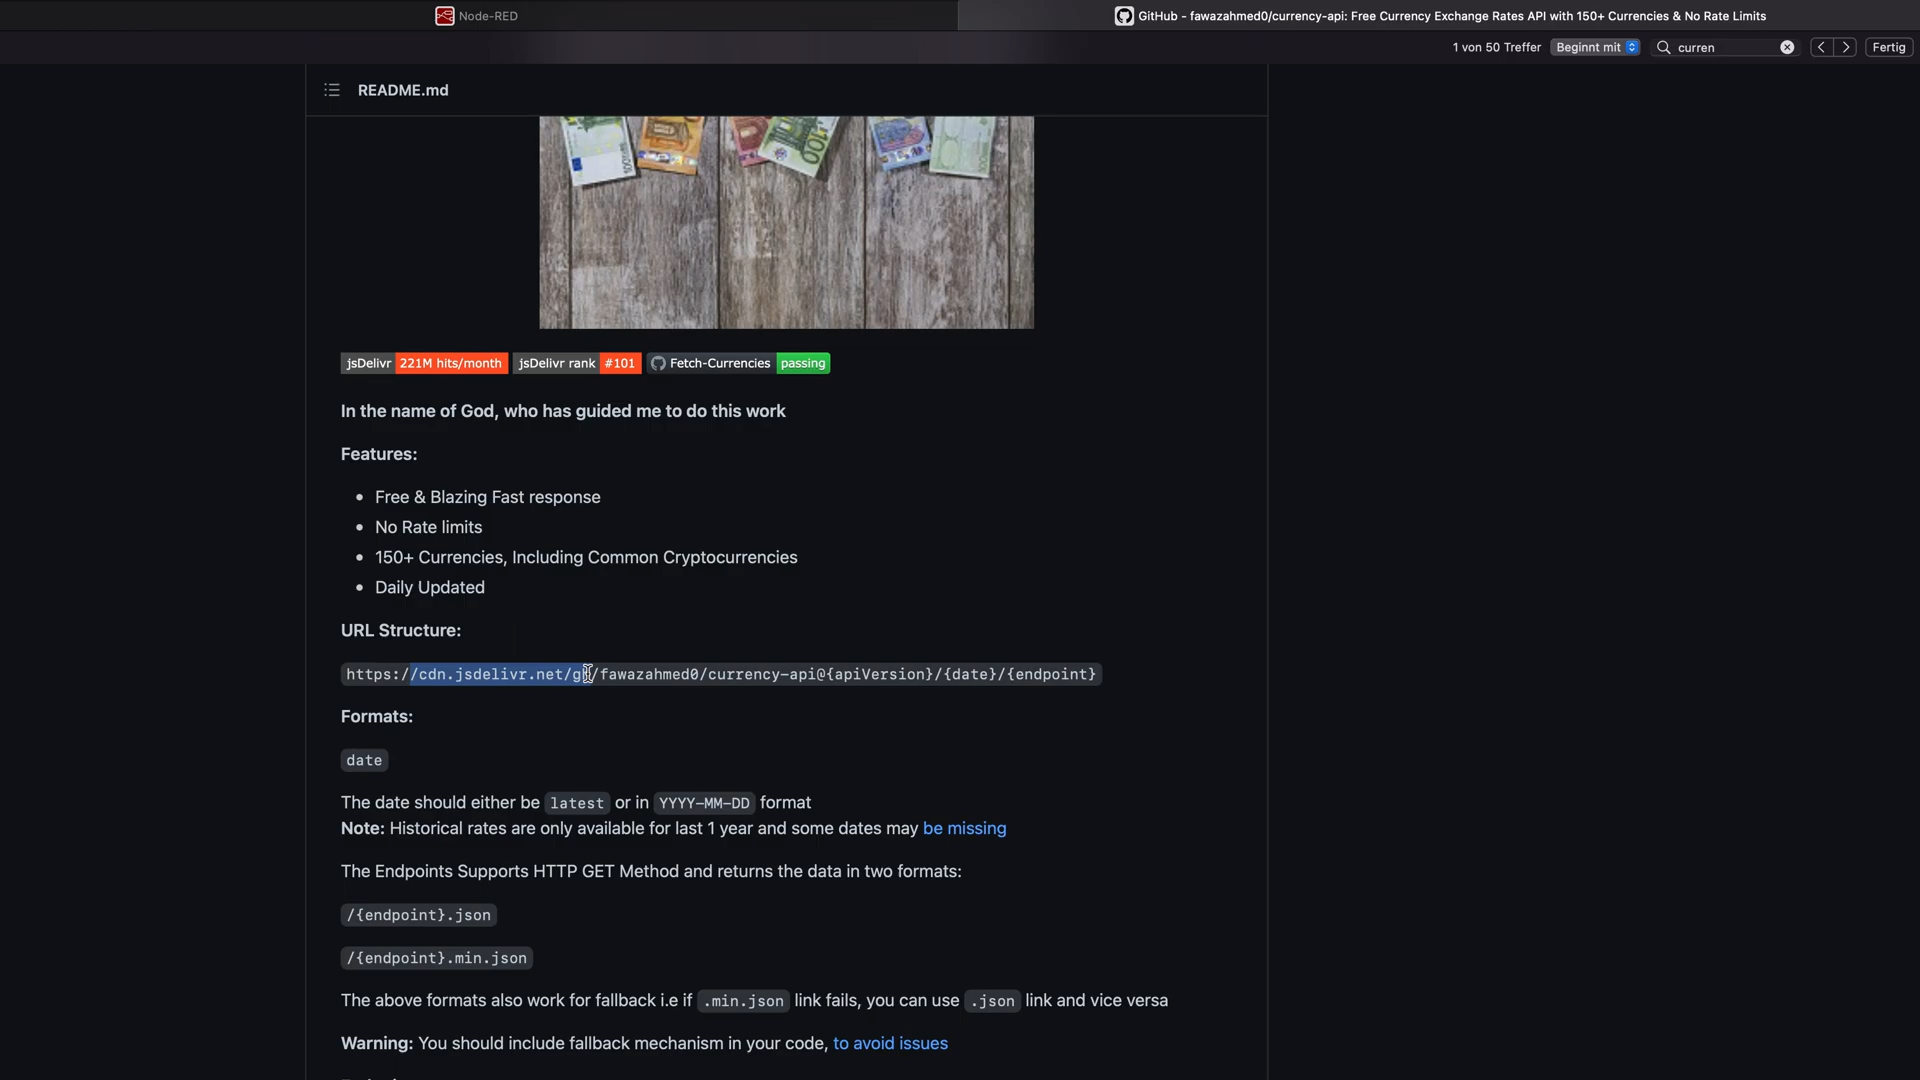 Node-RED
GitHub - fawazahmed0/currency-api: Free Currency Exchange Rates API with 150+ Currencies & No Rate Limits
1 von 50 Treffer
Beginnt mit
curren
Fertig
README.md
100
jsDelivr 221M hits/month
jsDelivr rank #101
Fetch-Currencies passing
In the name of God, who has guided me to do this work
Features:
Free & Blazing Fast response
No Rate limits
150+ Currencies, Including Common Cryptocurrencies
Daily Updated
URL Structure:
https://cdn.jsdelivr.net/gh/fawazahmed0/currency-api@{apiVersion}/{date}/{endpoint}
Formats:
date
The date should either be latest or in YYYY-MM-DD format
Note: Historical rates are only available for last 1 year and some dates may be missing
The Endpoints Supports HTTP GET Method and returns the data in two formats:
/{endpoint}.json
/{endpoint}.min.json
The above formats also work for fallback i.e if .min.json link fails, you can use .json link and vice versa
Warning: You should include fallback mechanism in your code, to avoid issues